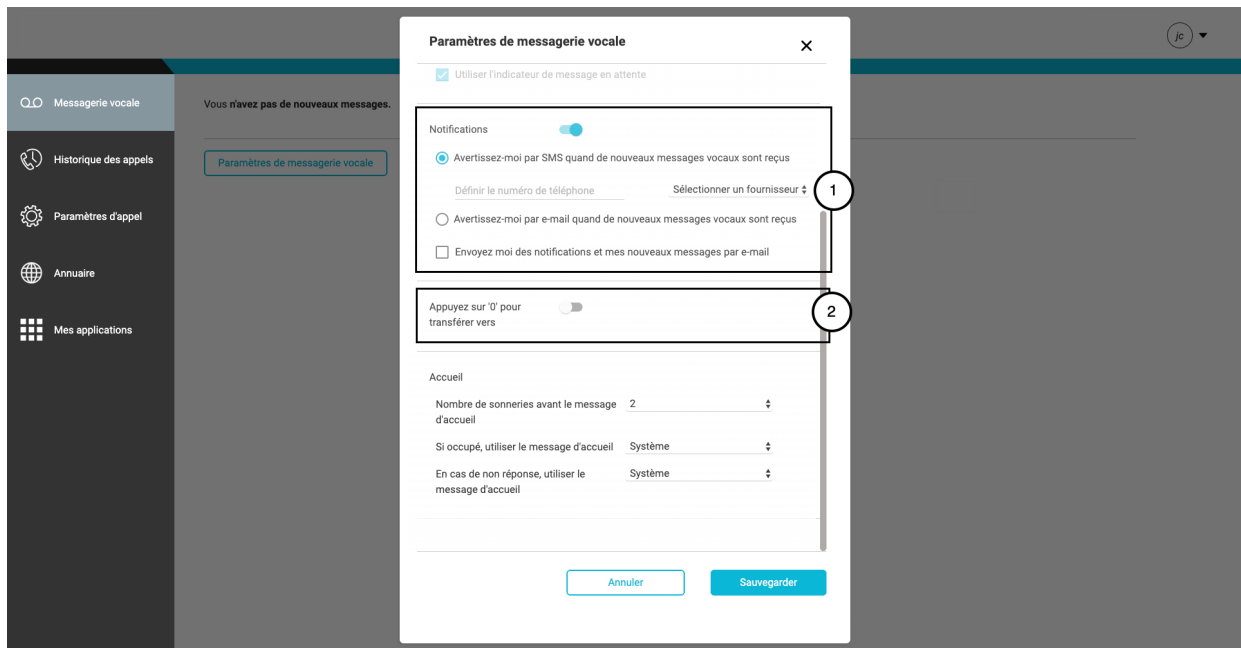 Paramètres de messagerie vocale
jc
Utiliser l'indicateur de message en attente
Messagerie vocale
Vous n'avez pas de nouveaux messages.
Notifications
Avertissez-moi par SMS quand de nouveaux messages vocaux sont reçus
Historique des appels
Paramètres de messagerie vocale
Définir le numéro de téléphone Sélectionner un fournisseur
1
Paramètres d'appel
Avertissez-moi par e-mail quand de nouveaux messages vocaux sont reçus
Envoyez moi des notifications et mes nouveaux messages par e-mail
Annuaire
Appuyez sur '0' pour
transférer vers
2
Mes applications
Accueil
Nombre de sonneries avant le message 2
d'accueil
Si occupé, utiliser le message d'accueil Système
En cas de non réponse, utiliser le Système
message d'accueil
Annuler Sauvegarder